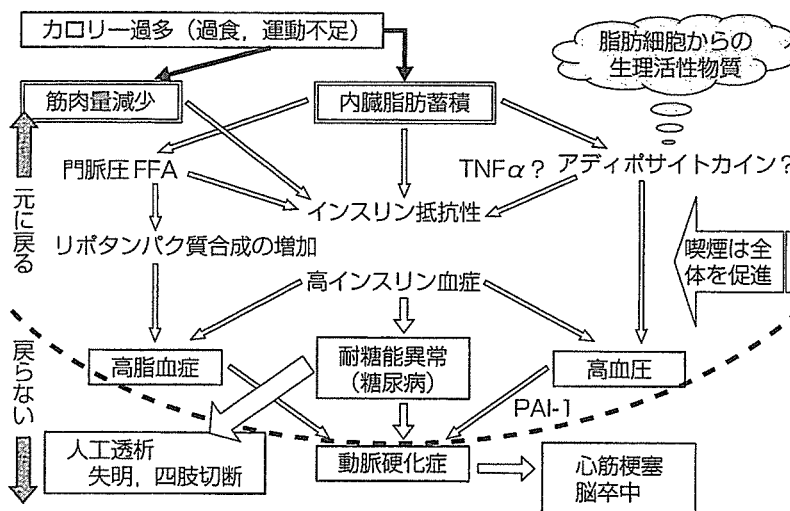 カロリー過多（過食，運動不足）
脂肪細胞からの
生理活性物質
筋肉量減少
内臓脂肪蓄積
元に戻る
門脈圧FFA
TNFα？
アディポサイトカイン？
インスリン抵抗性
リポタンパク質合成の増加
喫煙は全
体を促進
高インスリン血症
戻らない
高脂血症
耐糖能異常
（糖尿病）
高血圧
PAI-1
人工透析
失明，四肢切断
動脈硬化症
心筋梗塞
脳卒中